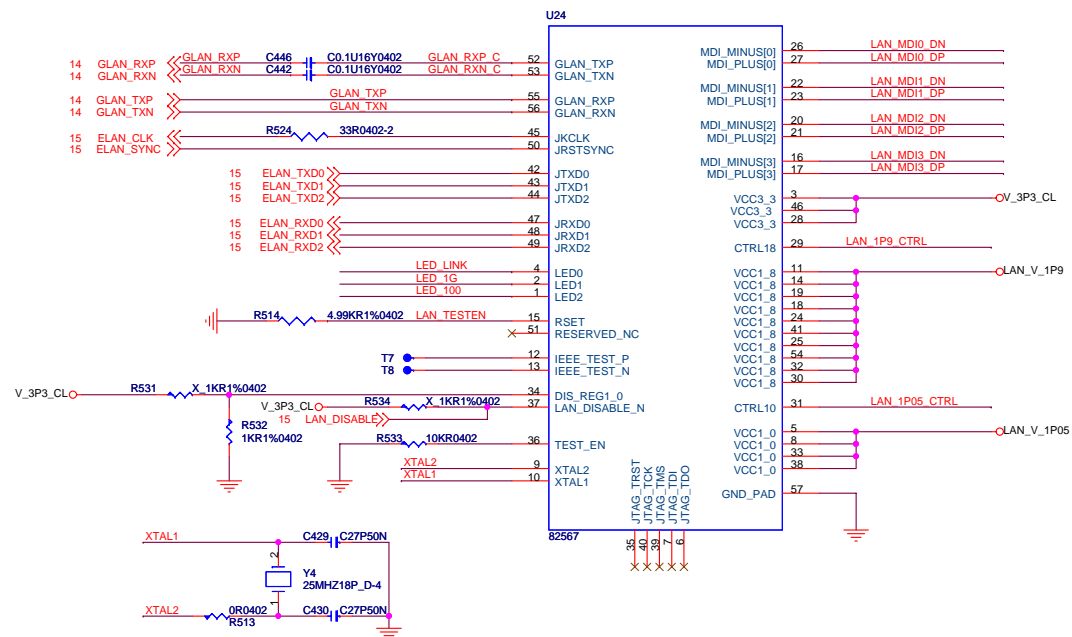 U24
14 GLAN_RXP GLAN_RXP C446 C0.1U16Y0402 GLAN_RXP_C 52 GLAN_TXP
14 GLAN_RXN GLAN_RXN C442 C0.1U16Y0402 GLAN_RXN_C 53 GLAN_TXN
14 GLAN_TXP GLAN_TXP 55 GLAN_RXP
14 GLAN_TXN GLAN_TXN 56 GLAN_RXN
15 ELAN_CLK R524 33R0402-2 45 JKCLK
15 ELAN_SYNC 50 JRSTSYNC
15 ELAN_TXD0 42 JTXD0
15 ELAN_TXD1 43 JTXD1
15 ELAN_TXD2 44 JTXD2
15 ELAN_RXD0 47 JRXD0
15 ELAN_RXD1 48 JRXD1
15 ELAN_RXD2 49 JRXD2
LED_LINK 4 LED0
LED_1G 2 LED1
LED_100 1 LED2
R514 4.99KR1%0402 LAN_TESTEN 15 RSET
51 RESERVED_NC
T7 12 IEEE_TEST_P
T8 13 IEEE_TEST_N
V_3P3_CL R531 X_1KR1%0402 34 DIS_REG1_0
V_3P3_CL R534 X_1KR1%0402 37 LAN_DISABLE_N
15 LAN_DISABLE
R532
1KR1%0402
R533 10KR0402 36 TEST_EN
XTAL2 9 XTAL2
XTAL1 10 XTAL1
MDI_MINUS[0] 26 LAN_MDI0_DN
MDI_PLUS[0] 27 LAN_MDI0_DP
MDI_MINUS[1] 22 LAN_MDI1_DN
MDI_PLUS[1] 23 LAN_MDI1_DP
MDI_MINUS[2] 20 LAN_MDI2_DN
MDI_PLUS[2] 21 LAN_MDI2_DP
MDI_MINUS[3] 16 LAN_MDI3_DN
MDI_PLUS[3] 17 LAN_MDI3_DP
VCC3_3 3 V_3P3_CL
VCC3_3 46
VCC3_3 28
CTRL18 29 LAN_1P9_CTRL
VCC1_8 11 LAN_V_1P9
VCC1_8 14
VCC1_8 19
VCC1_8 18
VCC1_8 24
VCC1_8 41
VCC1_8 25
VCC1_8 54
VCC1_8 32
VCC1_8 30
CTRL10 31 LAN_1P05_CTRL
VCC1_0 5 LAN_V_1P05
VCC1_0 8
VCC1_0 33
VCC1_0 38
GND_PAD 57
JTAG_TRST 35
JTAG_TCK 40
JTAG_TMS 39
JTAG_TDI 7
JTAG_TDO 6
82567
XTAL1 C429 C27P50N
2
Y4
25MHZ18P_D-4
1
XTAL2 0R0402 C430 C27P50N
R513